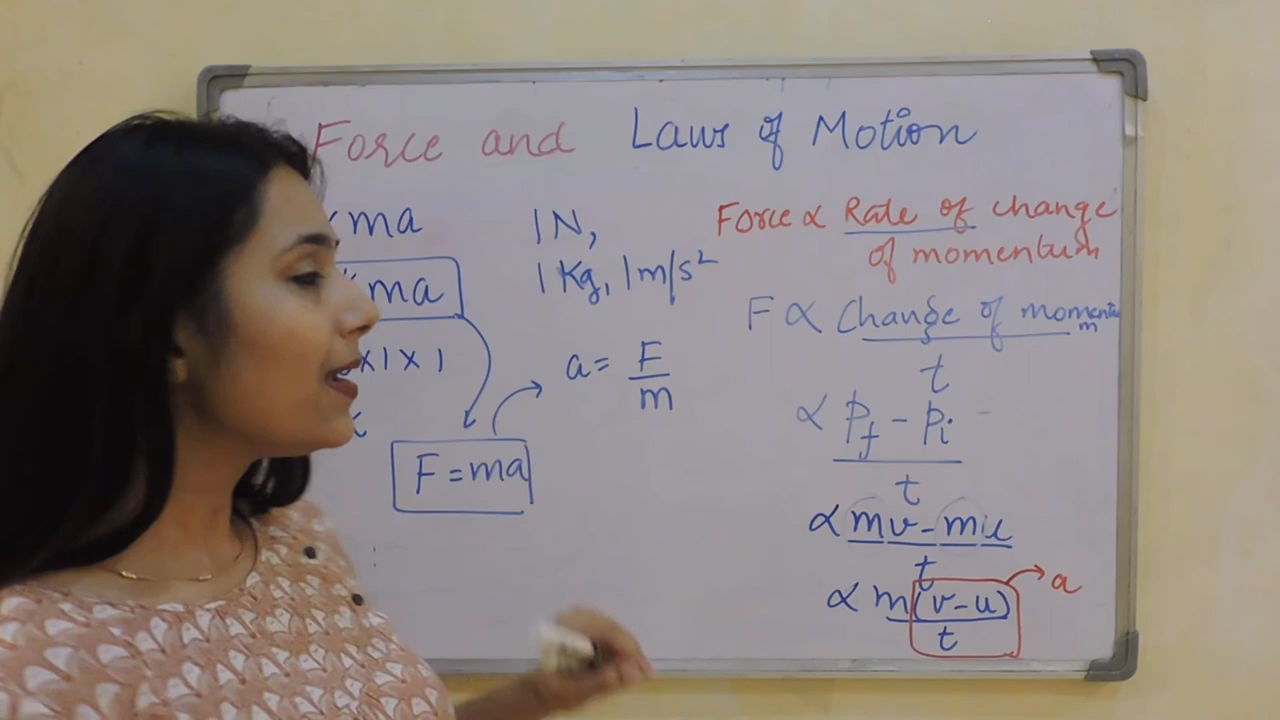 Force and Laws of Motion
ma
ma
x1x1
F=ma
1N,
1Kg, 1m/s²
a= F/m
Force ∝ Rate of change
of momentum
F ∝ Change of momentum
t
∝ pf - pi
t
∝ mv-mu
t
∝ m(v-u) → a
t